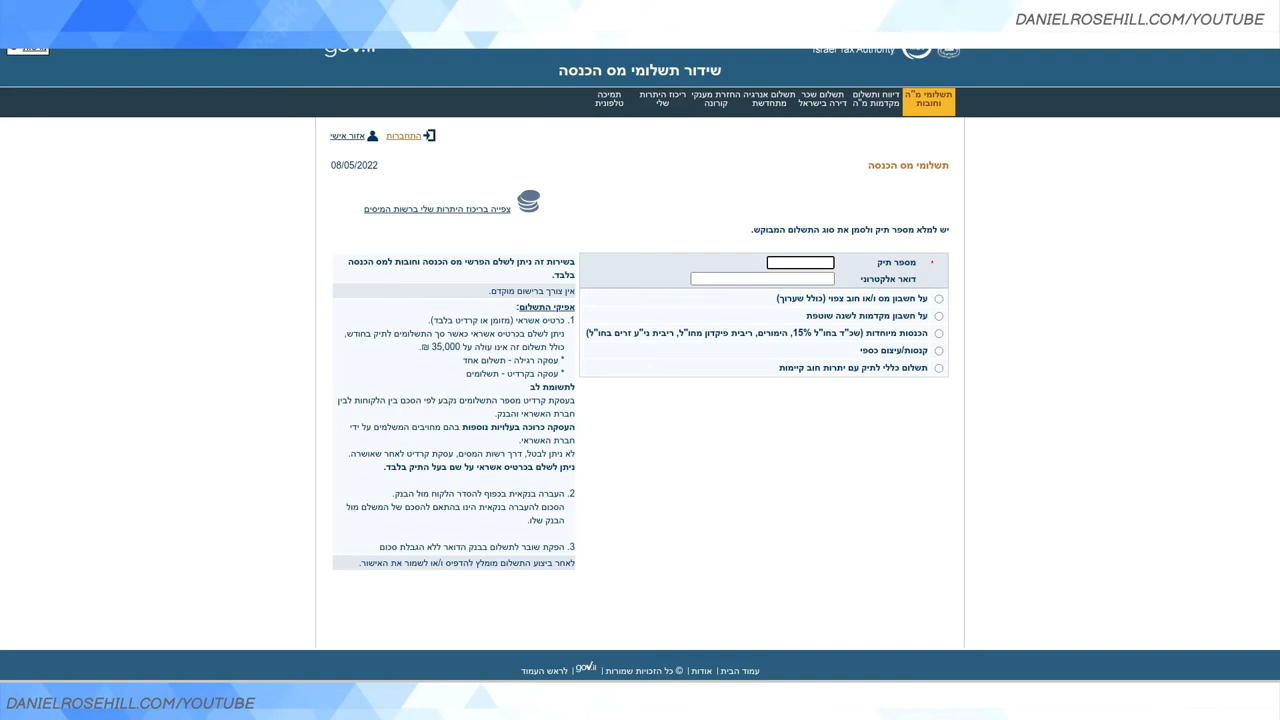 DANIELROSEHILL.COM/YOUTUBE
gov.il
Israel Tax Authority
שידור תשלומי מס הכנסה
תשלומי מ"ה וחובות
דיווח ותשלום מקדמות מ"ה
תשלום שכר דירה בישראל
תשלום אנרגיה מתחדשת
החזרת מענקי קורונה
ריכוז היתרות שלי
תמיכה טלפונית
התחברות
אזור אישי
תשלומי מס הכנסה
08/05/2022
צפייה בריכוז היתרות שלי ברשות המיסים
יש למלא מספר תיק ולסמן את סוג התשלום המבוקש.
* מספר תיק
דואר אלקטרוני
על חשבון מס ו/או חוב צפוי (כולל שערוך)
על חשבון מקדמות לשנה שוטפת
הכנסות מיוחדות (שכ"ד בחו"ל 15%, הימורים, ריבית פיקדון מחו"ל, ריבית ני"ע זרים בחו"ל)
קנסות/עיצום כספי
תשלום כללי לתיק עם יתרות חוב קיימות
בשירות זה ניתן לשלם הפרשי מס הכנסה וחובות למס הכנסה
בלבד.
אין צורך ברישום מוקדם.
אפיקי התשלום:
1. כרטיס אשראי (מזומן או קרדיט בלבד).
ניתן לשלם בכרטיס אשראי כאשר סך התשלומים לתיק בחודש,
כולל תשלום זה אינו עולה על 35,000 ₪.
* עסקה רגילה - תשלום אחד
* עסקה בקרדיט - תשלומים
לתשומת לב
בעסקת קרדיט מספר התשלומים נקבע לפי הסכם בין הלקוחות לבין
חברת האשראי והבנק.
העסקה כרוכה בעלויות נוספות בהם מחויבים המשלמים על ידי
חברת האשראי.
לא ניתן לבטל, דרך רשות המסים, עסקת קרדיט לאחר שאושרה.
ניתן לשלם בכרטיס אשראי על שם בעל התיק בלבד.
2. העברה בנקאית בכפוף להסדר הלקוח מול הבנק.
הסכום להעברה בנקאית הינו בהתאם להסכם של המשלם מול
הבנק שלו.
3. הפקת שובר לתשלום בבנק הדואר ללא הגבלת סכום
לאחר ביצוע התשלום מומלץ להדפיס ו/או לשמור את האישור.
עמוד הבית | אודות | © כל הזכויות שמורות | gov.il | לראש העמוד
DANIELROSEHILL.COM/YOUTUBE